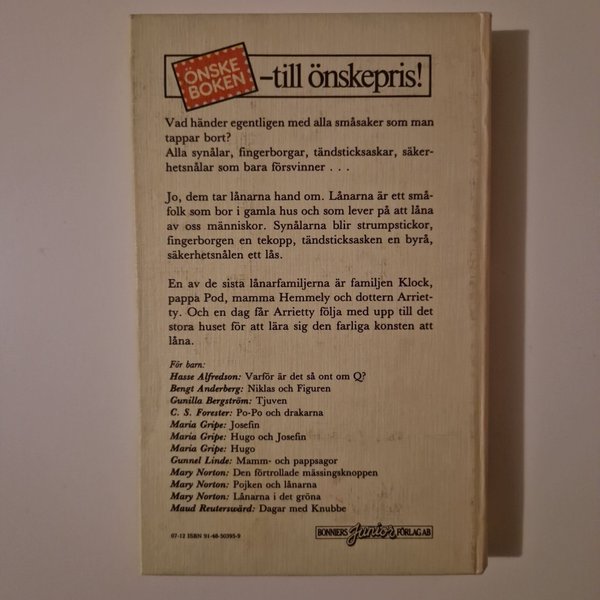 ÖNSKE
BOKEN
–till önskepris!
Vad händer egentligen med alla småsaker som man
tappar bort?
Alla synålar, fingerborgar, tändsticksaskar, säker-
hetsnålar som bara försvinner . . .
Jo, dem tar lånarna hand om. Lånarna är ett små-
folk som bor i gamla hus och som lever på att låna
av oss människor. Synålarna blir strumpstickor,
fingerborgen en tekopp, tändsticksasken en byrå,
säkerhetsnålen ett lås.
En av de sista lånarfamiljerna är familjen Klock,
pappa Pod, mamma Hemmely och dottern Arriet-
ty. Och en dag får Arrietty följa med upp till det
stora huset för att lära sig den farliga konsten att
låna.
För barn:
Hasse Alfredson: Varför är det så ont om Q?
Bengt Anderberg: Niklas och Figuren
Gunilla Bergström: Tjuven
C. S. Forester: Po-Po och drakarna
Maria Gripe: Josefin
Maria Gripe: Hugo och Josefin
Maria Gripe: Hugo
Gunnel Linde: Mamm- och pappsagor
Mary Norton: Den förtrollade mässingsknoppen
Mary Norton: Pojken och lånarna
Mary Norton: Lånarna i det gröna
Maud Reuterswärd: Dagar med Knubbe
07-12 ISBN 91-48-50395-9
BONNIERS Junior FÖRLAG AB